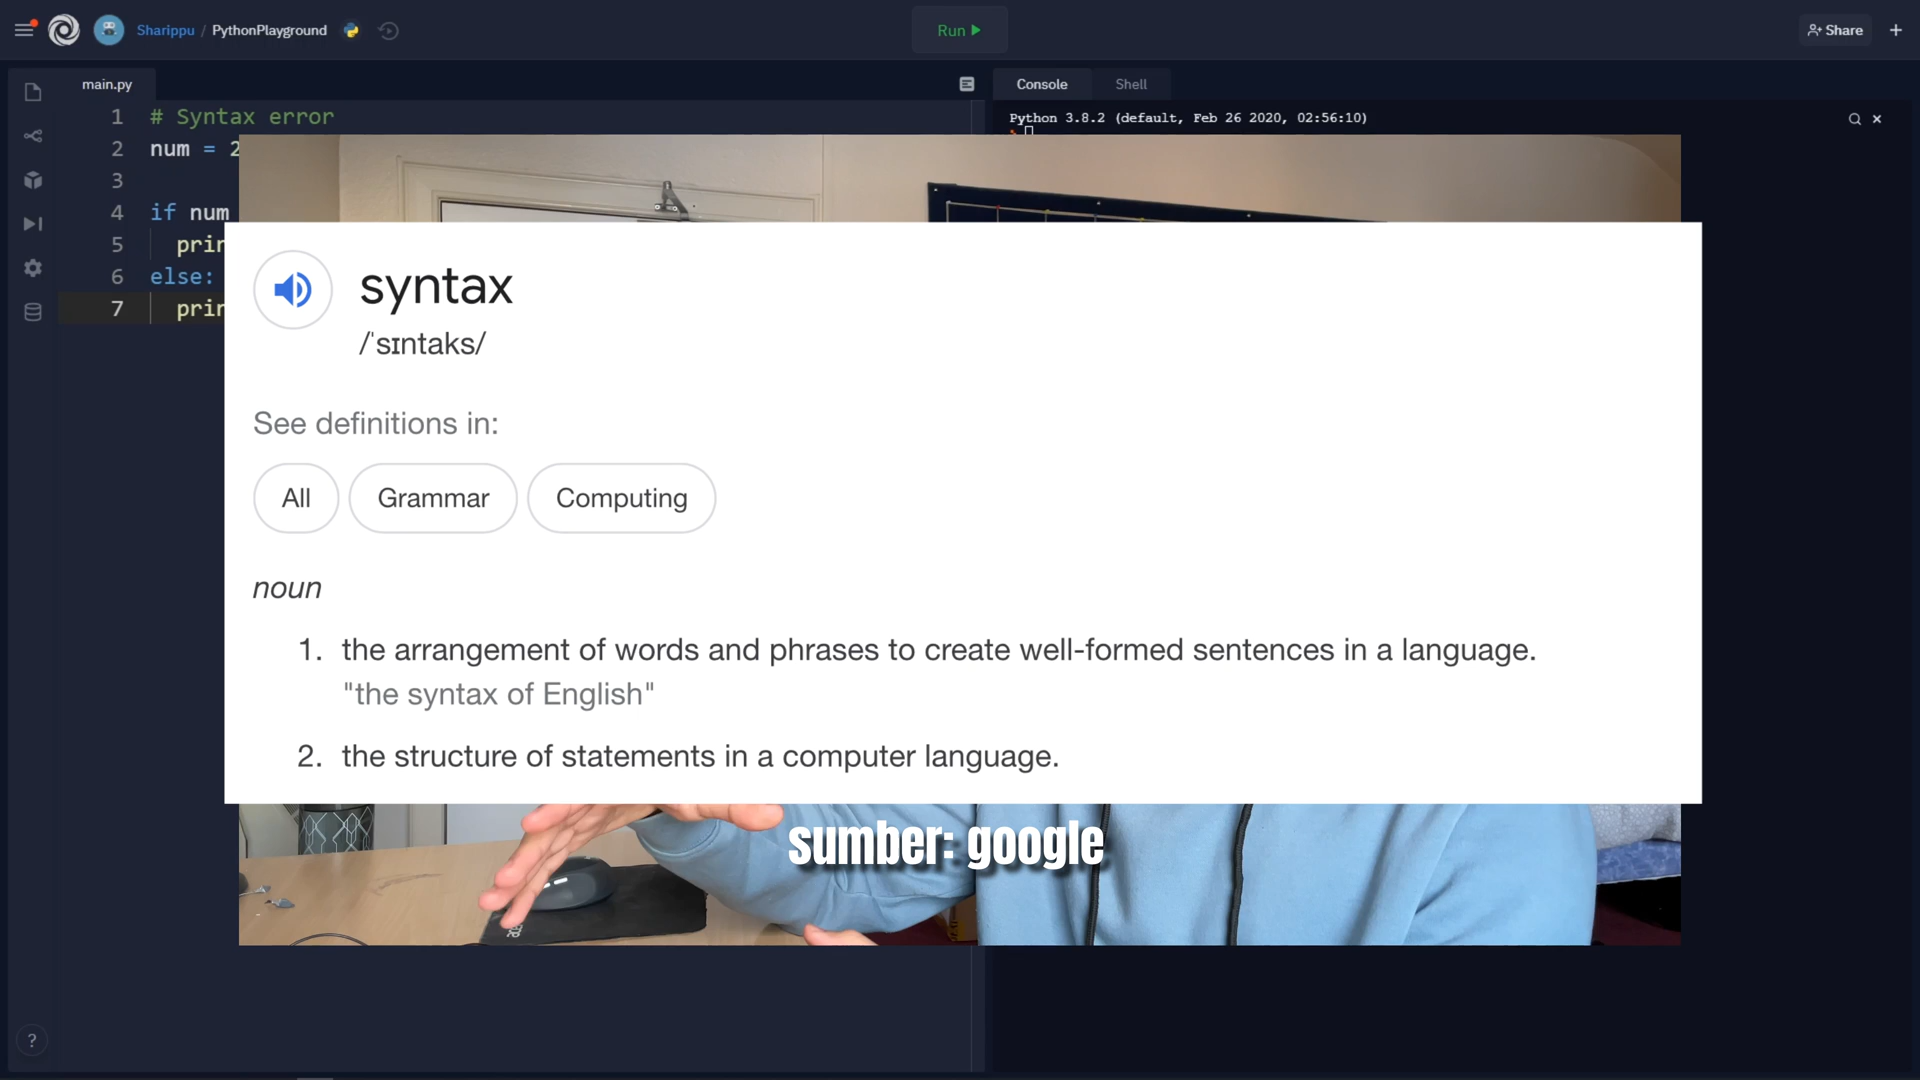 Sharippu / PythonPlayground
Run
Share
main.py
Console
Shell
1 # Syntax error
2 num = 2
3
4 if num
5 prin
6 else:
7 prin
Python 3.8.2 (default, Feb 26 2020, 02:56:10)
syntax
/ˈsɪntaks/
See definitions in:
All
Grammar
Computing
noun
1. the arrangement of words and phrases to create well-formed sentences in a language.
"the syntax of English"
2. the structure of statements in a computer language.
sumber: google
?